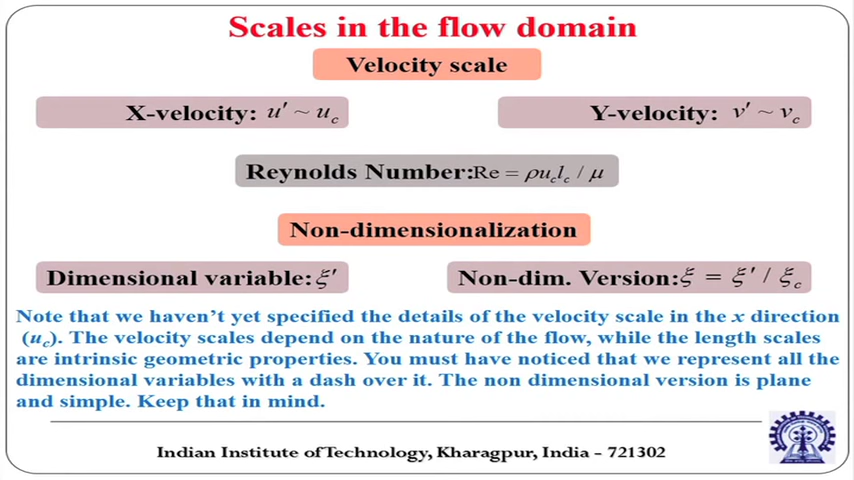 Scales in the flow domain
Velocity scale
X-velocity: u′ ~ u_c
Y-velocity: v′ ~ v_c
Reynolds Number:Re = ρu_cl_c / μ
Non-dimensionalization
Dimensional variable:ξ′
Non-dim. Version:ξ = ξ′ / ξ_c
Note that we haven't yet specified the details of the velocity scale in the x direction
(u_c). The velocity scales depend on the nature of the flow, while the length scales
are intrinsic geometric properties. You must have noticed that we represent all the
dimensional variables with a dash over it. The non dimensional version is plane
and simple. Keep that in mind.
Indian Institute of Technology, Kharagpur, India - 721302